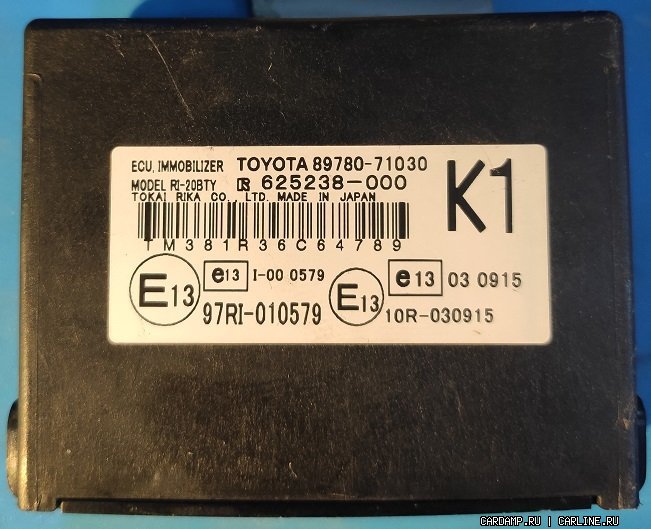 ECU, IMMOBILIZER TOYOTA 89780-71030
MODEL RI-20BTY R 625238-000 K1
TOKAI RIKA CO., LTD. MADE IN JAPAN
TM381R36C64789
E13 e13 I-00 0579 E13 e13 03 0915
97RI-010579 10R-030915
CARDAMP.RU | CARLINE.RU